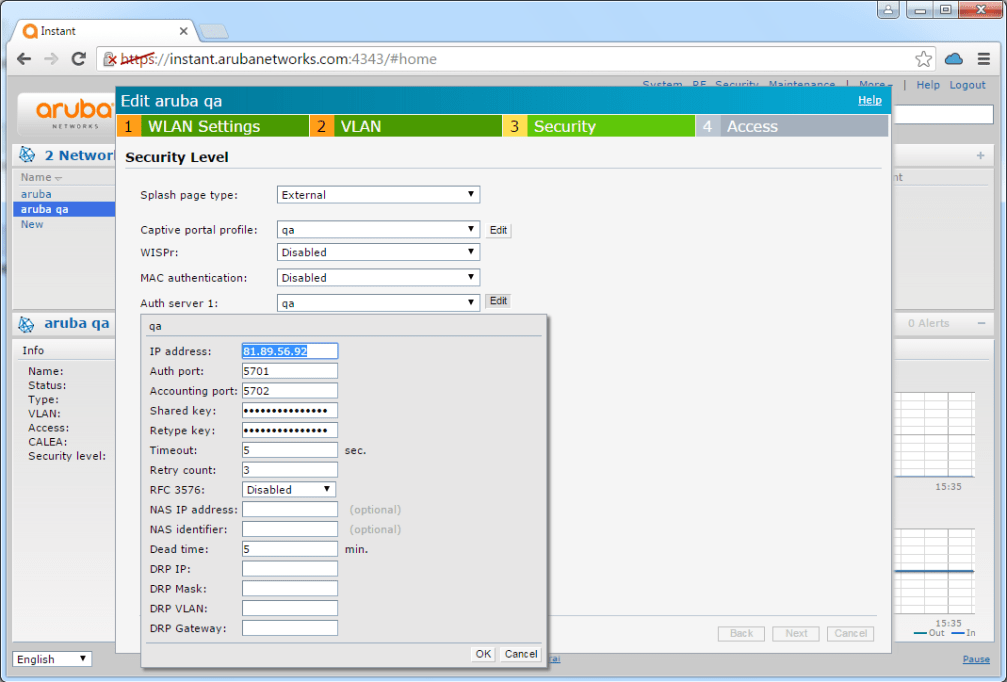 Instant
https://instant.arubanetworks.com:4343/#home
System RF Security Maintenance | More | Help Logout
aruba
NETWORKS
Edit aruba qa Help
1 WLAN Settings 2 VLAN 3 Security 4 Access
2 Networ +
Security Level
Name nt
aruba
aruba qa
New
Splash page type: External
Captive portal profile: qa Edit
WISPr: Disabled
MAC authentication: Disabled
Auth server 1: qa Edit
aruba qa 0 Alerts
Info
Name:
Status:
Type:
VLAN:
Access:
CALEA:
Security level:
qa
IP address: 81.89.56.92
Auth port: 5701
Accounting port: 5702
Shared key: •••••••••••••••
Retype key: •••••••••••••••
Timeout: 5 sec.
Retry count: 3
RFC 3576: Disabled
NAS IP address: (optional)
NAS identifier: (optional)
Dead time: 5 min.
DRP IP:
DRP Mask:
DRP VLAN:
DRP Gateway:
OK Cancel
15:35
15:35
Out In
Back Next Cancel
English
Pause